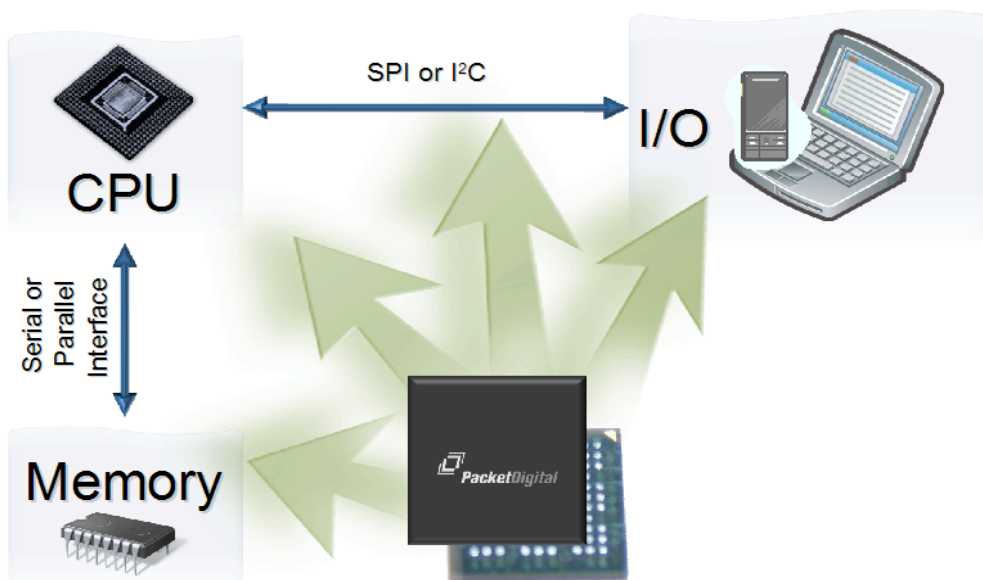 SPI or I²C
CPU
I/O
Serial or
Parallel
Interface
Memory
PacketDigital